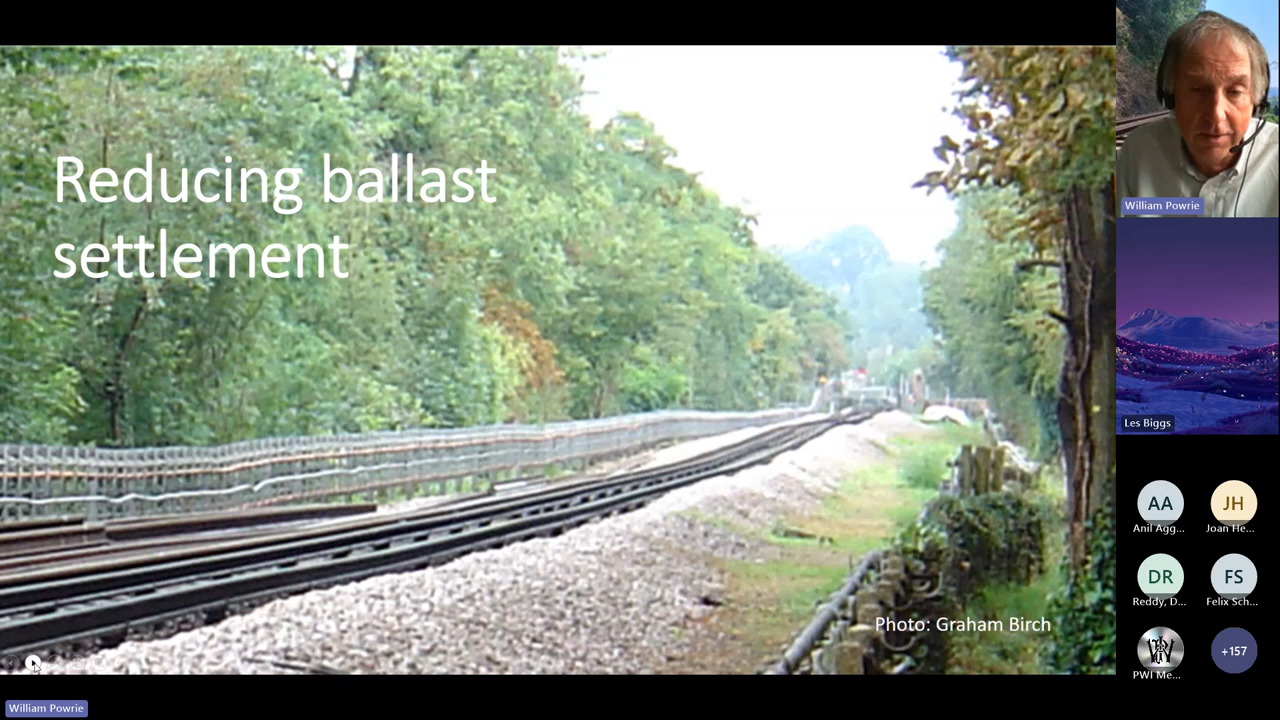 Reducing ballast
settlement
Photo: Graham Birch
William Powrie
William Powrie
Les Biggs
AA
Anil Agg...
JH
Joan He...
DR
Reddy, D...
FS
Felix Sch...
PWI Me...
+157